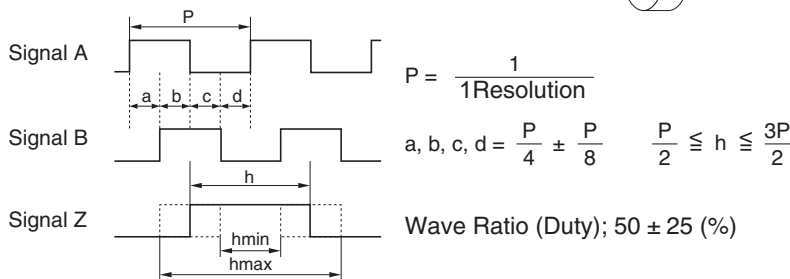 P
Signal A
a b c d
P = 1 / 1Resolution
Signal B
a, b, c, d = P/4 ± P/8 P/2 ≦ h ≦ 3P/2
h
Signal Z
hmin
hmax
Wave Ratio (Duty); 50 ± 25 (%)